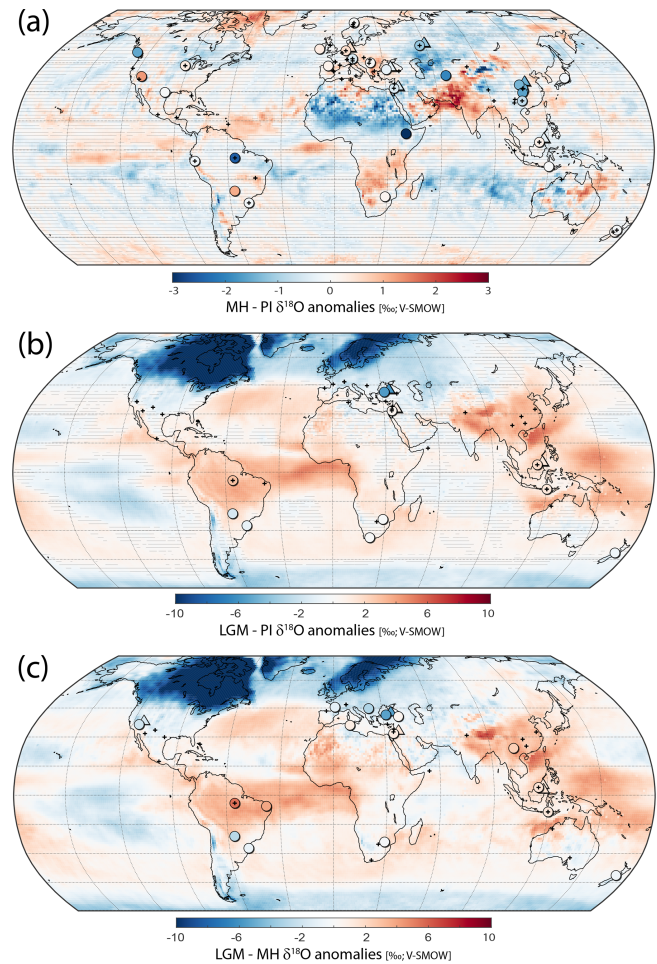 (a)
-3 -2 -1 0 1 2 3
MH - PI δ¹⁸O anomalies [‰; V-SMOW]
(b)
-10 -6 -2 2 6 10
LGM - PI δ¹⁸O anomalies [‰; V-SMOW]
(c)
-10 -6 -2 2 6 10
LGM - MH δ¹⁸O anomalies [‰; V-SMOW]